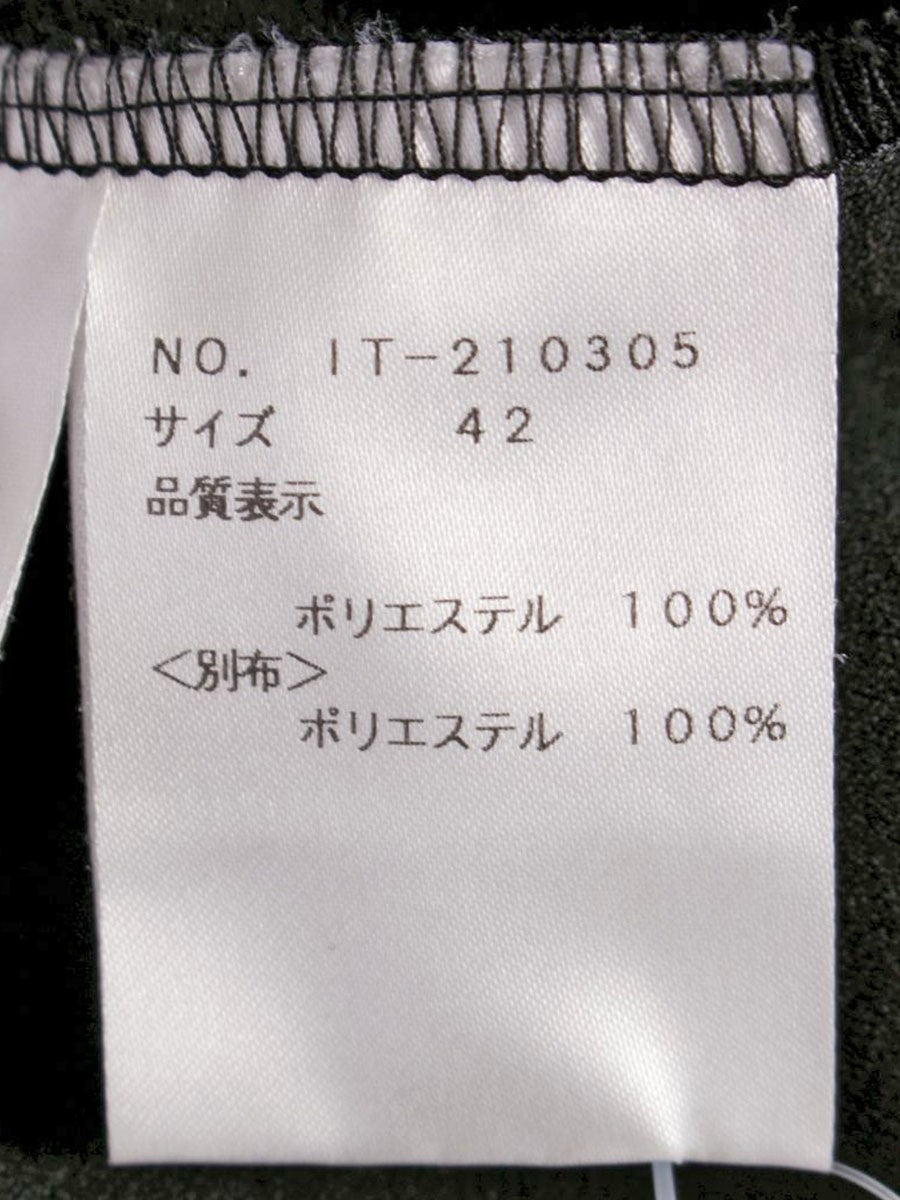 NO. IT-210305
サイズ 42
品質表示
ポリエステル 100%
<別布>
ポリエステル 100%